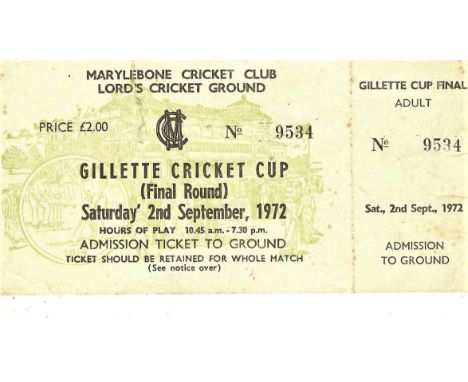 MARYLEBONE CRICKET CLUB
LORD'S CRICKET GROUND
PRICE £2.00
MCC
Nº 9534
GILLETTE CRICKET CUP
(Final Round)
Saturday' 2nd September, 1972
HOURS OF PLAY 10.45 a.m. - 7.30 p.m.
ADMISSION TICKET TO GROUND
TICKET SHOULD BE RETAINED FOR WHOLE MATCH
(See notice over)
GILLETTE CUP FINAL
ADULT
Nº 9534
Sat., 2nd Sept., 1972
ADMISSION
TO GROUND